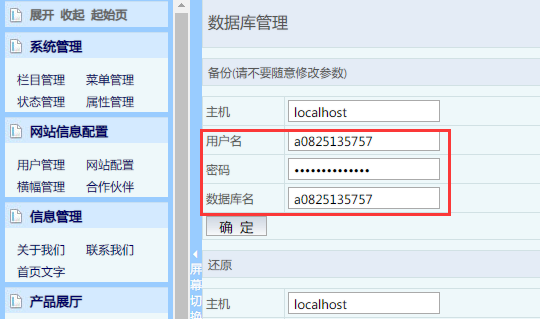 展开 收起 起始页
系统管理
栏目管理 菜单管理
状态管理 属性管理
网站信息配置
用户管理 网站配置
横幅管理 合作伙伴
信息管理
关于我们 联系我们
首页文字
产品展厅
屏幕切换
数据库管理
备份(请不要随意修改参数)
主机 localhost
用户名 a0825135757
密码 ••••••••••••••
数据库名 a0825135757
确 定
还原
主机 localhost